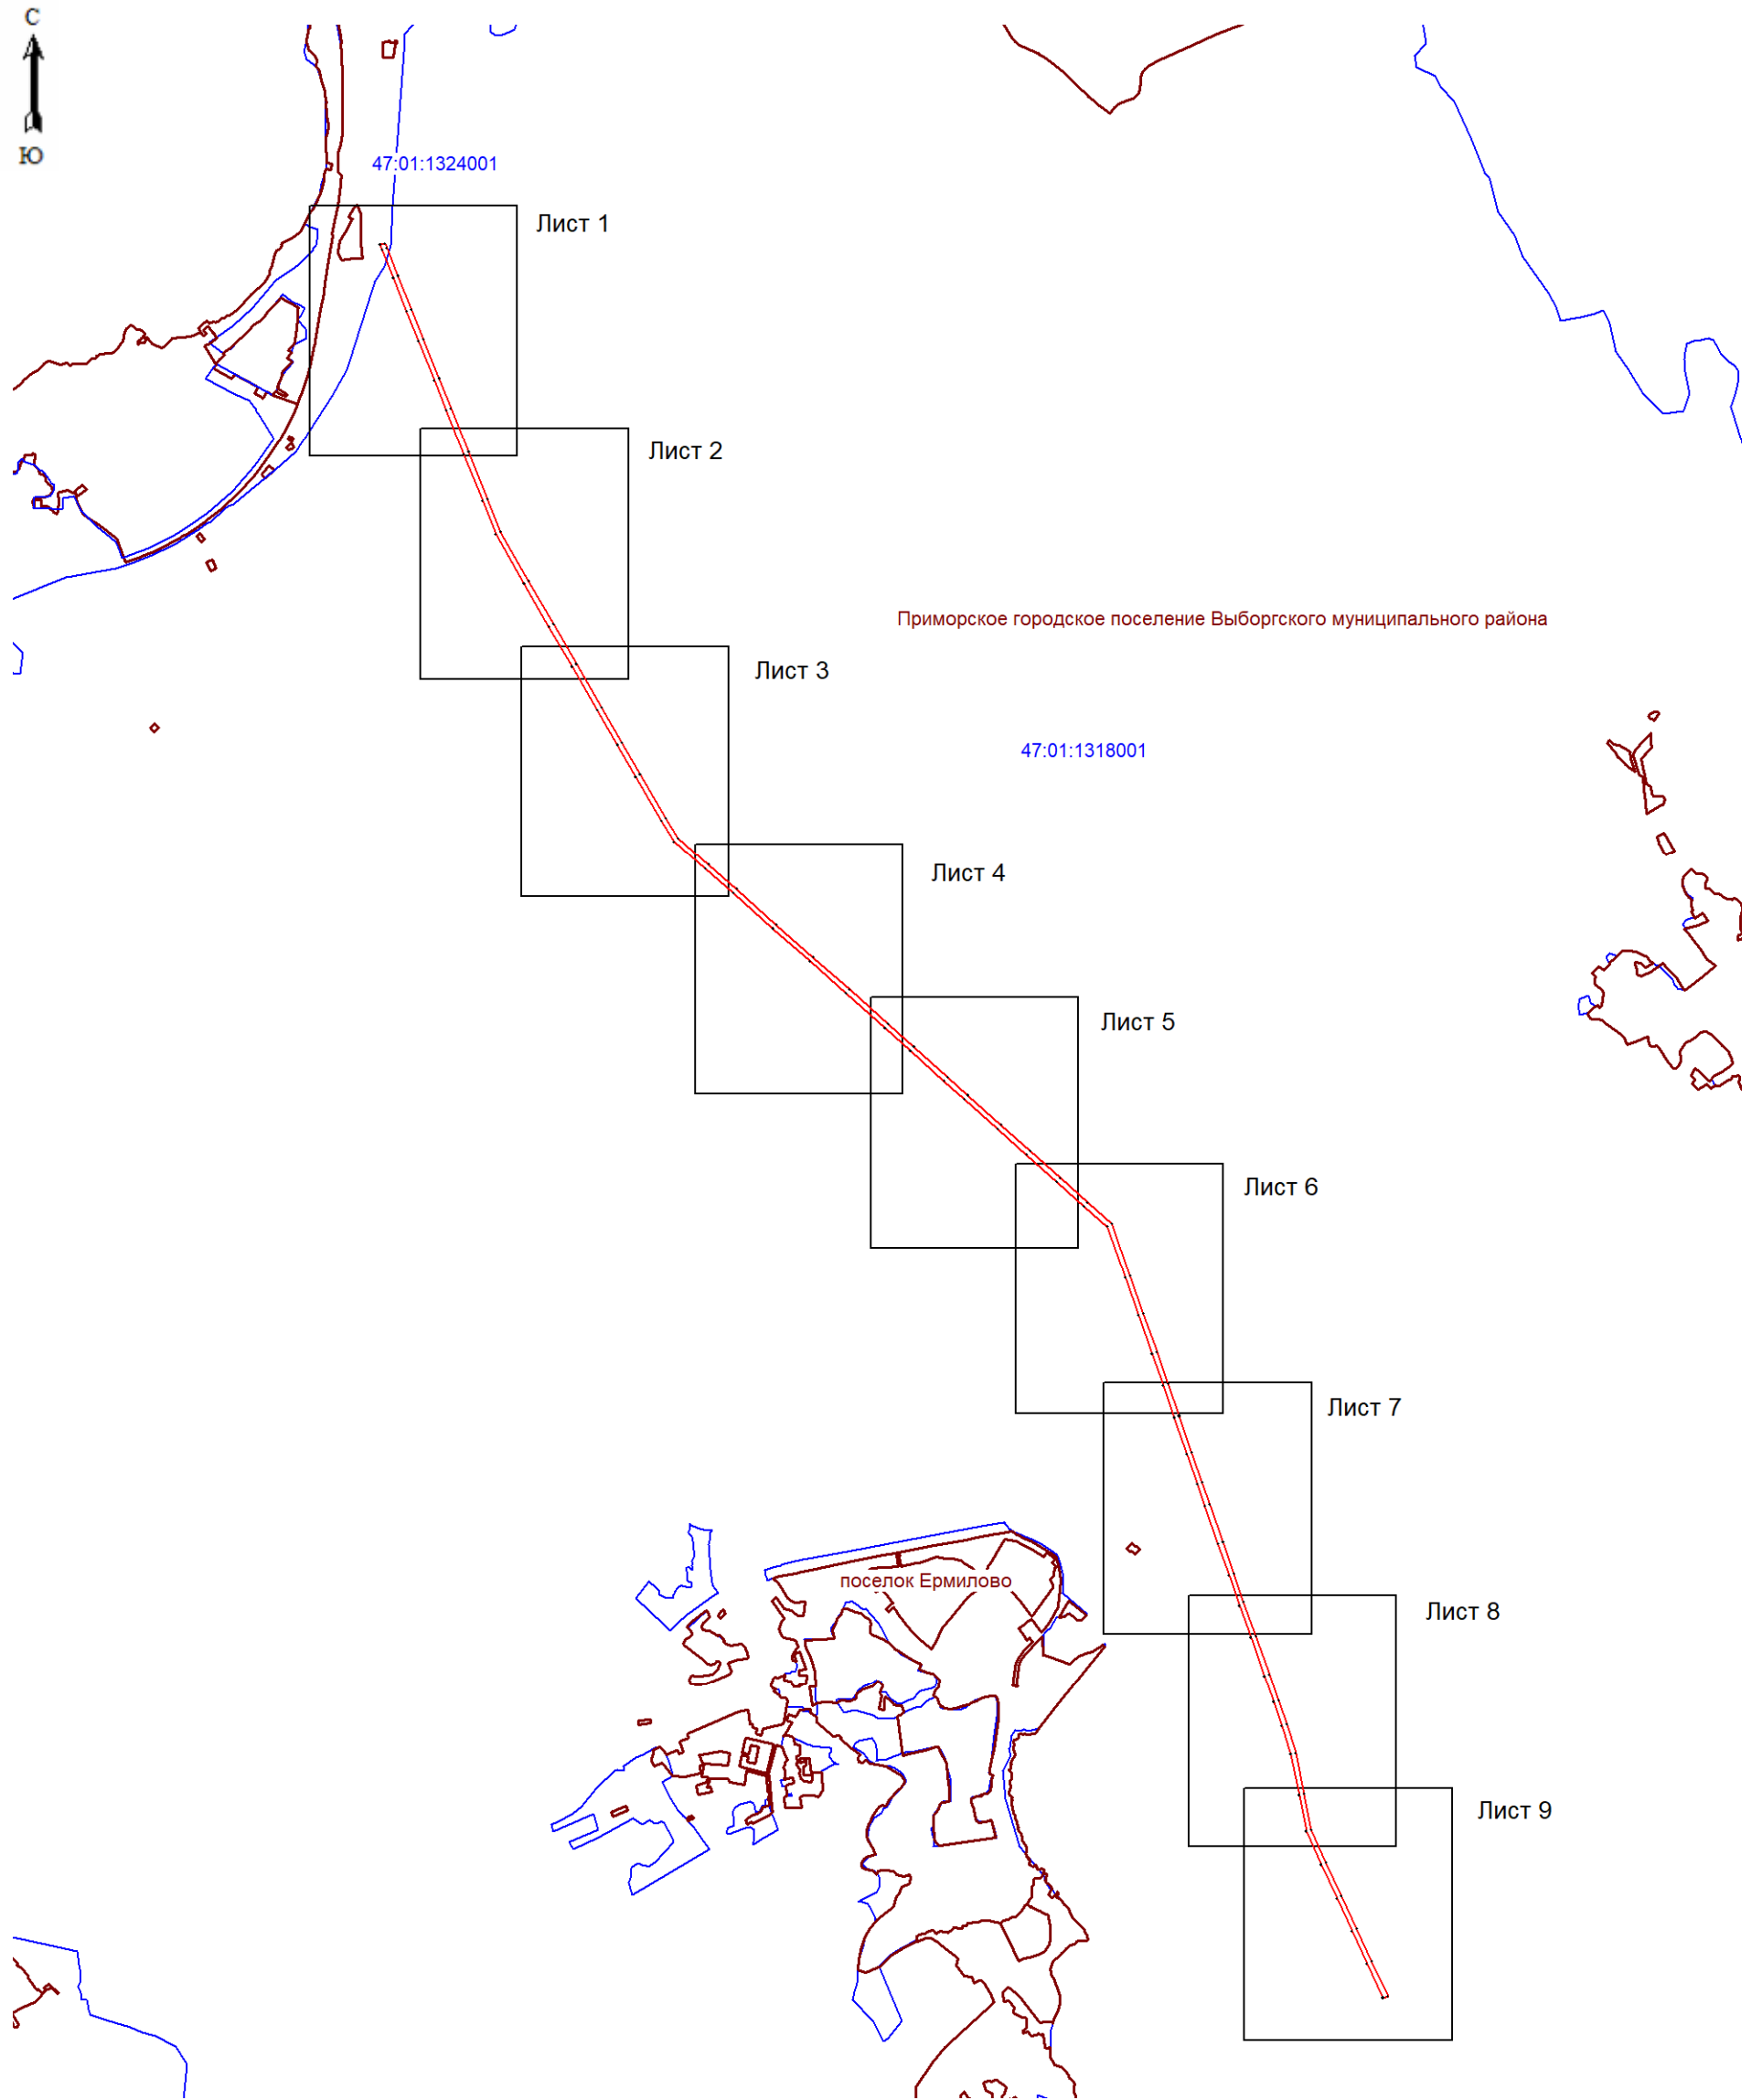 С
Ю
47:01:1324001
Лист 1
Лист 2
Приморское городское поселение Выборгского муниципального района
Лист 3
47:01:1318001
Лист 4
Лист 5
Лист 6
Лист 7
поселок Ермилово
Лист 8
Лист 9